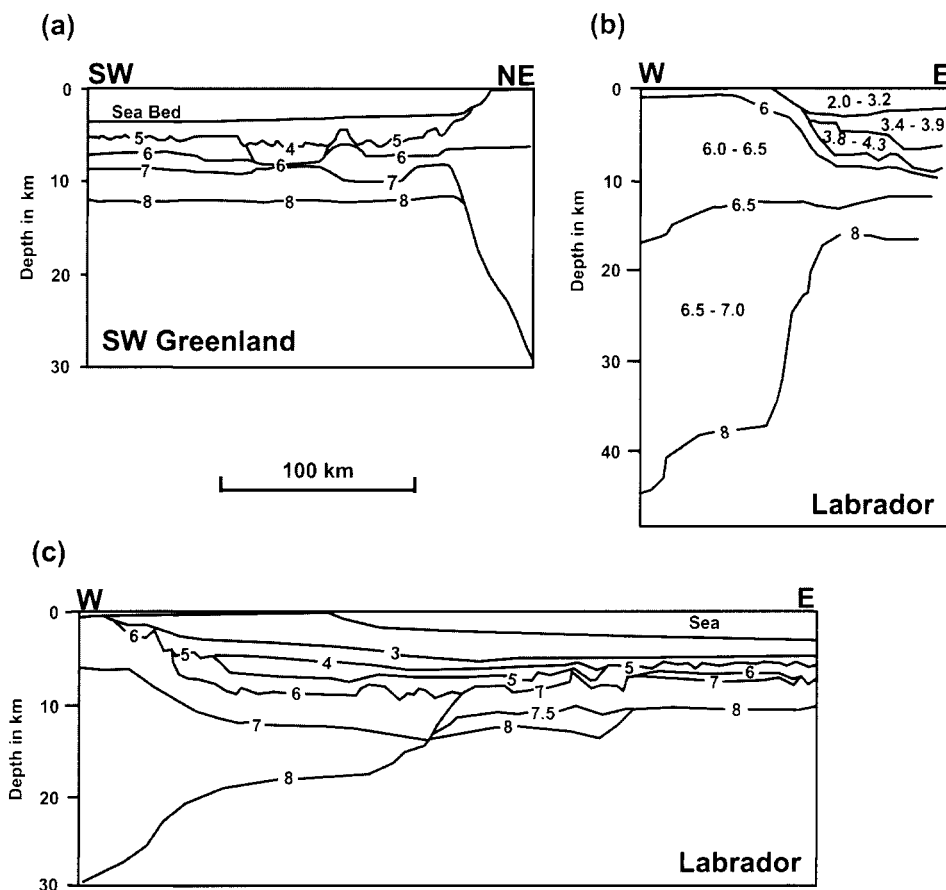 (a)
SW NE
0
Sea Bed
5 4 5
6 6 6
10
7 7
8 8 8
20
30
Depth in km
SW Greenland
100 km
(b)
W E
0
6 2.0 - 3.2
3.4 - 3.9
3.8 - 4.3
6.0 - 6.5
10
6.5
8
20
6.5 - 7.0
30
8
40
Depth in km
Labrador
(c)
W E
0
Sea
6 5 4 3 5 5 6
6 7 7
10
7 7.5 8
8
8
20
30
Depth in km
Labrador